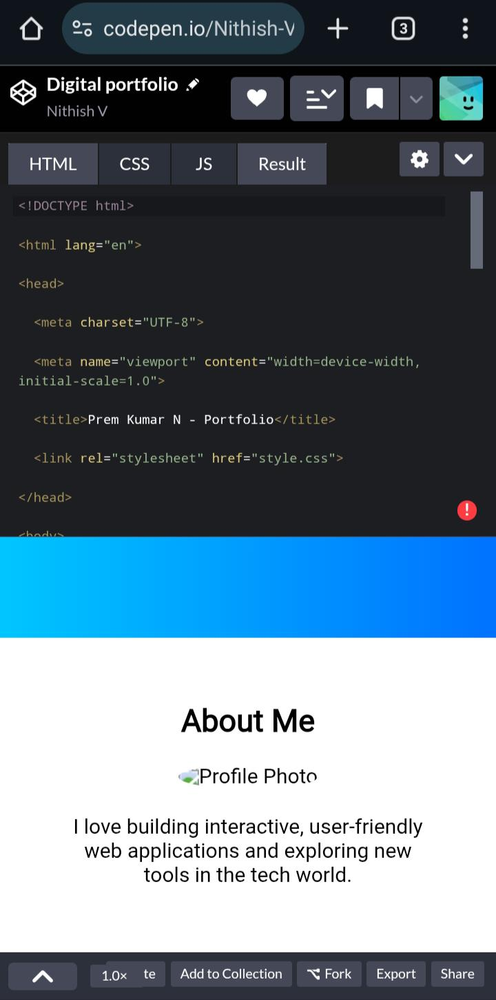 codepen.io/Nithish-V
3
Digital portfolio
Nithish V
HTML CSS JS Result
<!DOCTYPE html>
<html lang="en">
<head>
<meta charset="UTF-8">
<meta name="viewport" content="width=device-width,
initial-scale=1.0">
<title>Prem Kumar N - Portfolio</title>
<link rel="stylesheet" href="style.css">
</head>
<body>
!
About Me
Profile Photo
I love building interactive, user-friendly
web applications and exploring new
tools in the tech world.
1.0× te Add to Collection Fork Export Share